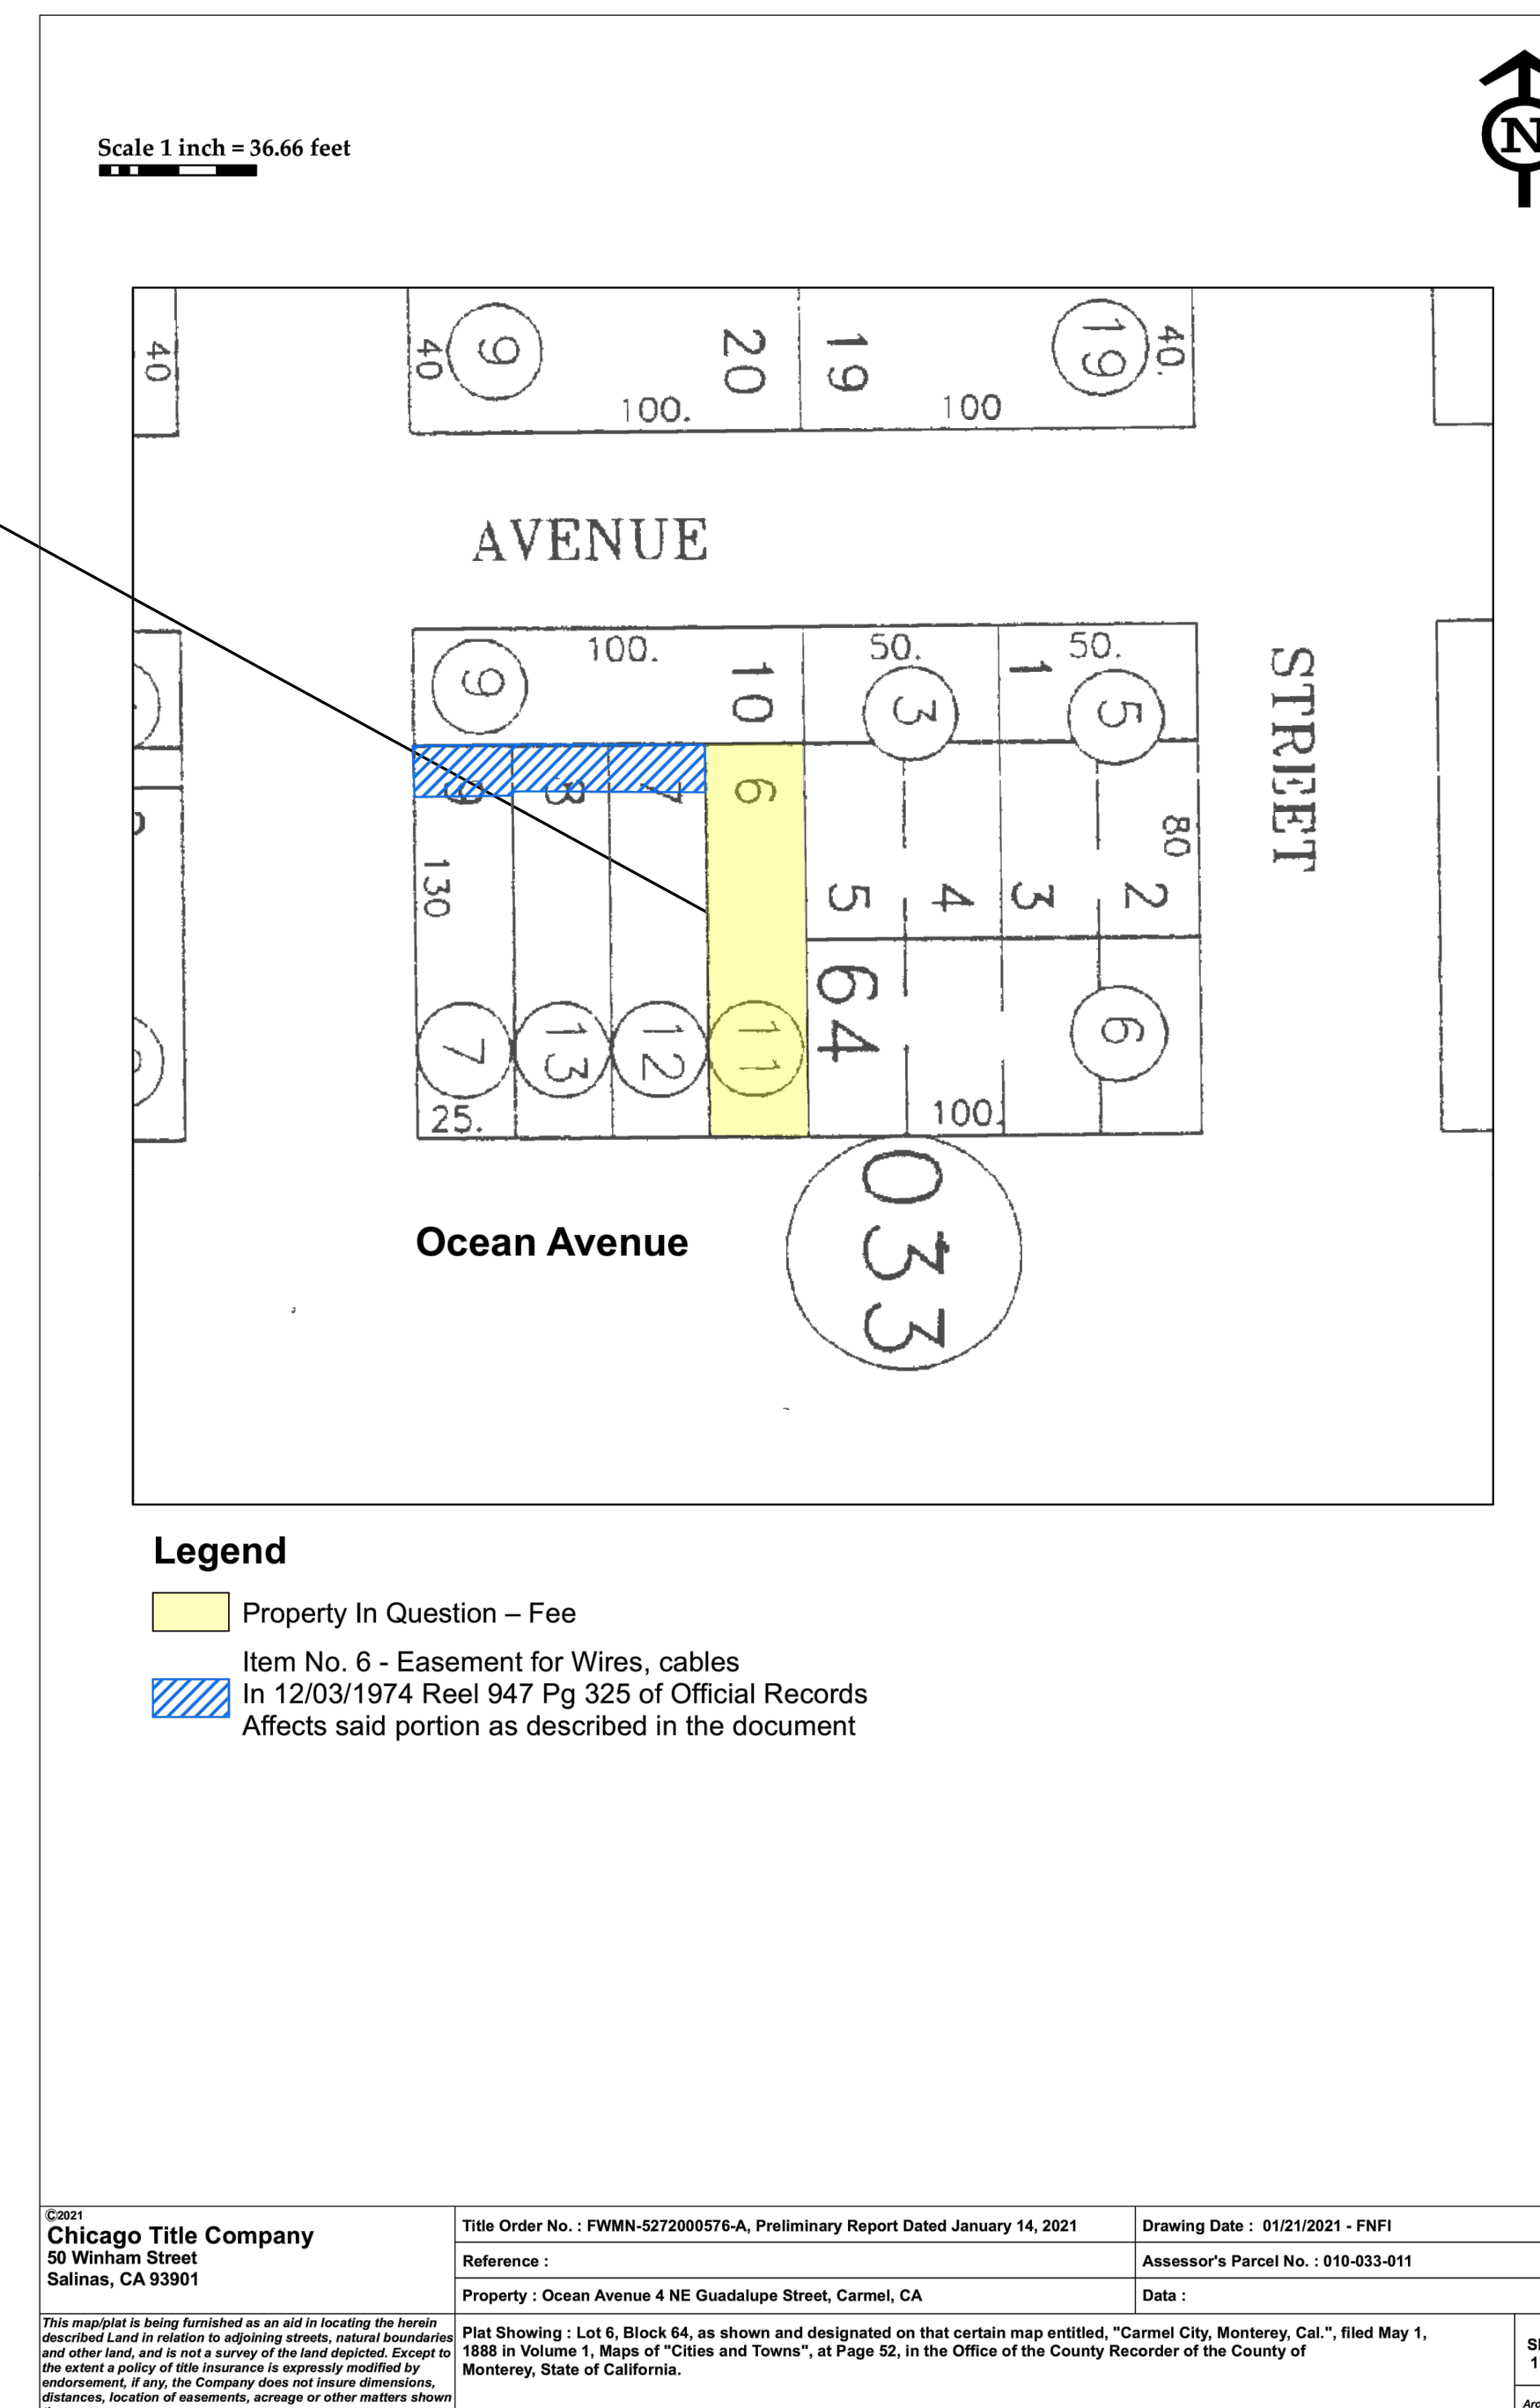 N
Scale 1 inch = 36.66 feet
40
40
9
100.
20
19
100
19
40.
AVENUE
STREET
9
100.
10
50.
3
1
50.
5
9
8
7
6
130
80
5
4
3
2
64
7
13
12
11
6
25.
100.
033
Ocean Avenue
Legend
Property In Question – Fee
Item No. 6 - Easement for Wires, cables
In 12/03/1974 Reel 947 Pg 325 of Official Records
Affects said portion as described in the document
©2021
Chicago Title Company
50 Winham Street
Salinas, CA 93901
Title Order No. : FWMN-5272000576-A, Preliminary Report Dated January 14, 2021
Drawing Date : 01/21/2021 - FNFI
Reference :
Assessor's Parcel No. : 010-033-011
Property : Ocean Avenue 4 NE Guadalupe Street, Carmel, CA
Data :
This map/plat is being furnished as an aid in locating the herein
described Land in relation to adjoining streets, natural boundaries
and other land, and is not a survey of the land depicted. Except to
the extent a policy of title insurance is expressly modified by
endorsement, if any, the Company does not insure dimensions,
distances, location of easements, acreage or other matters shown
Plat Showing : Lot 6, Block 64, as shown and designated on that certain map entitled, "Carmel City, Monterey, Cal.", filed May 1,
1888 in Volume 1, Maps of "Cities and Towns", at Page 52, in the Office of the County Recorder of the County of
Monterey, State of California.
1